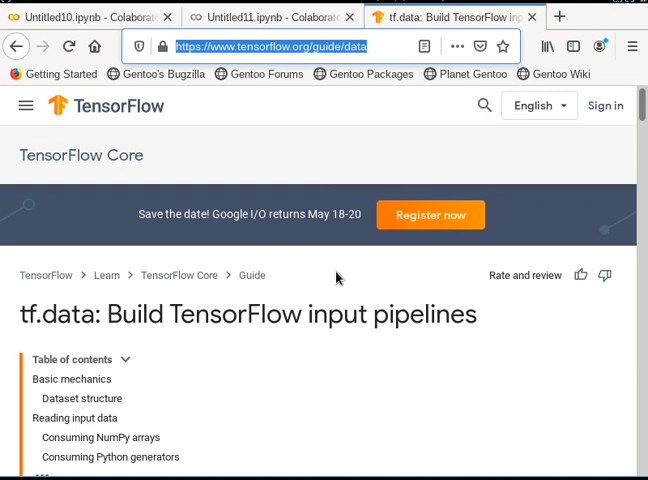 Untitled10.ipynb - Colaborat
Untitled11.ipynb - Colaborato
tf.data: Build TensorFlow inp
https://www.tensorflow.org/guide/data
Getting Started
Gentoo's Bugzilla
Gentoo Forums
Gentoo Packages
Planet Gentoo
Gentoo Wiki
TensorFlow
English
Sign in
TensorFlow Core
Save the date! Google I/O returns May 18-20
Register now
TensorFlow > Learn > TensorFlow Core > Guide
Rate and review
tf.data: Build TensorFlow input pipelines
Table of contents
Basic mechanics
Dataset structure
Reading input data
Consuming NumPy arrays
Consuming Python generators